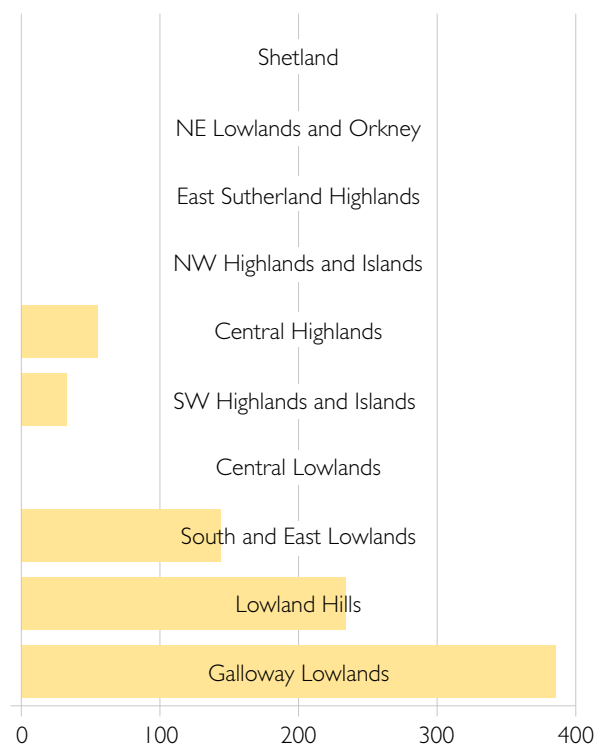 Shetland
NE Lowlands and Orkney
East Sutherland Highlands
NW Highlands and Islands
Central Highlands
SW Highlands and Islands
Central Lowlands
South and East Lowlands
Lowland Hills
Galloway Lowlands
0 100 200 300 400